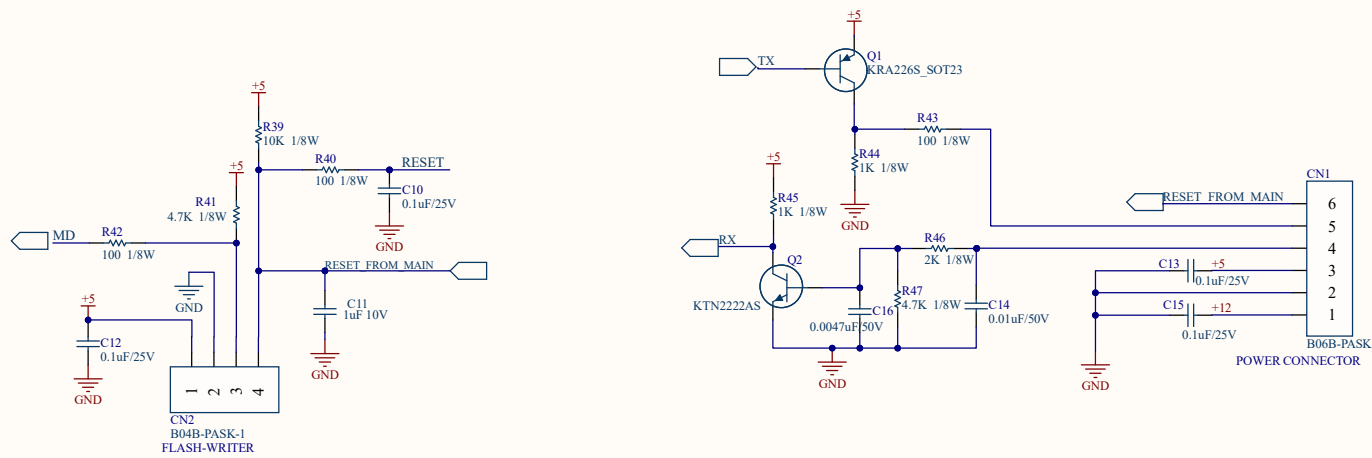 +5
R39
10K 1/8W
R40
100 1/8W
RESET
C10
0.1uF/25V
GND
+5
R41
4.7K 1/8W
MD
R42
100 1/8W
RESET_FROM_MAIN
C11
1uF 10V
GND
GND
+5
C12
0.1uF/25V
GND
1
2
3
4
CN2
B04B-PASK-1
FLASH-WRITER
+5
TX
Q1
KRA226S_SOT23
R43
100 1/8W
R44
1K 1/8W
GND
+5
R45
1K 1/8W
RX
Q2
KTN2222AS
R46
2K 1/8W
R47
4.7K 1/8W
C16
0.0047uF/50V
C14
0.01uF/50V
GND
CN1
RESET_FROM_MAIN
6
5
4
C13
+5
0.1uF/25V
3
2
C15
+12
0.1uF/25V
1
B06B-PASK
POWER CONNECTOR
GND